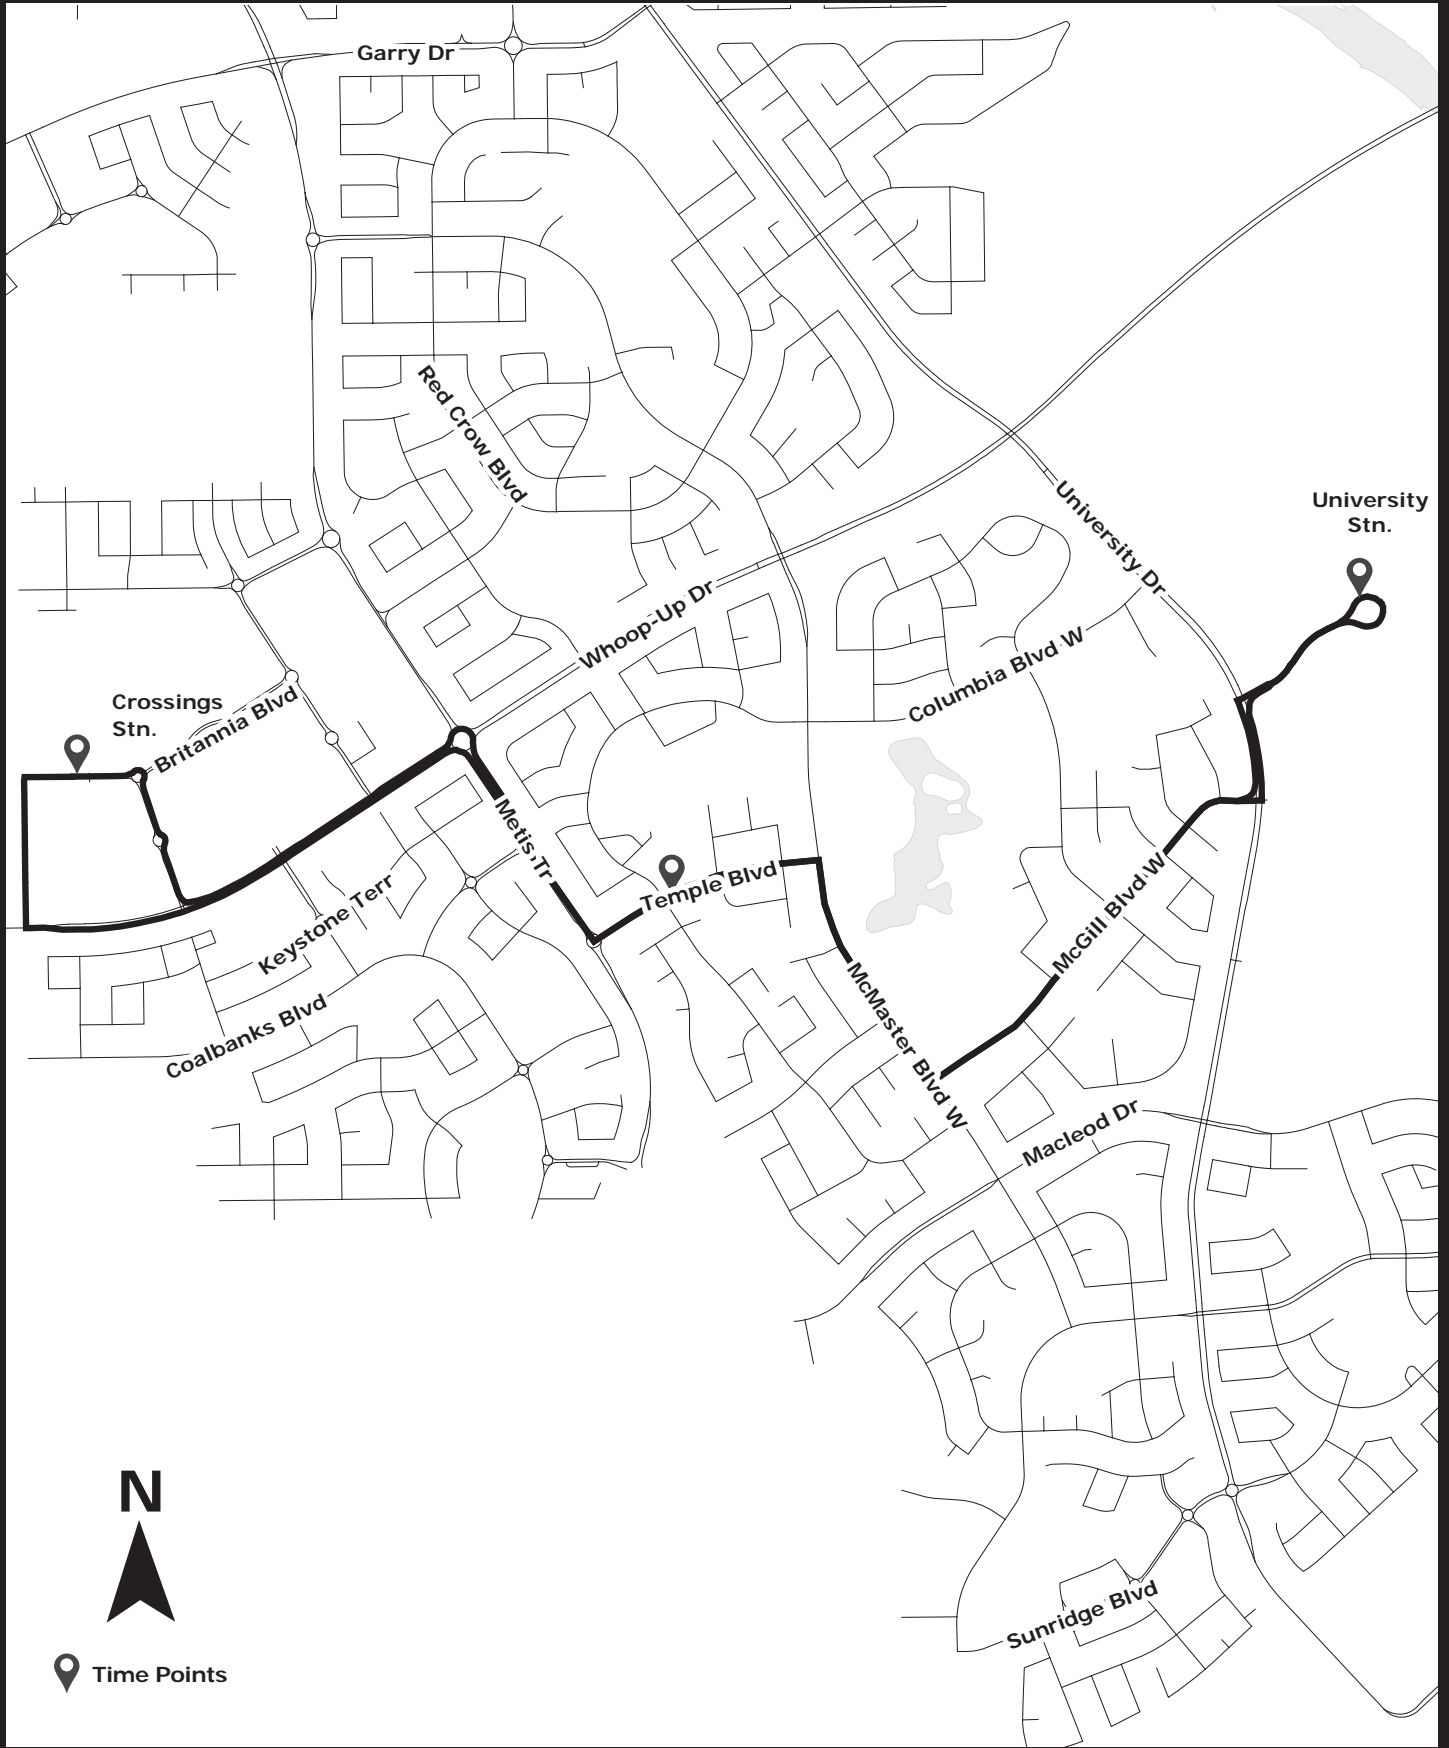 Garry Dr
Red Crow Blvd
University Dr
University
Stn.
Whoop-Up Dr
Columbia Blvd W
Crossings
Stn.
Britannia Blvd
Metis Tr
Temple Blvd
McGill Blvd W
Keystone Terr
McMaster Blvd W
Coalbanks Blvd
Macleod Dr
N
Sunridge Blvd
Time Points